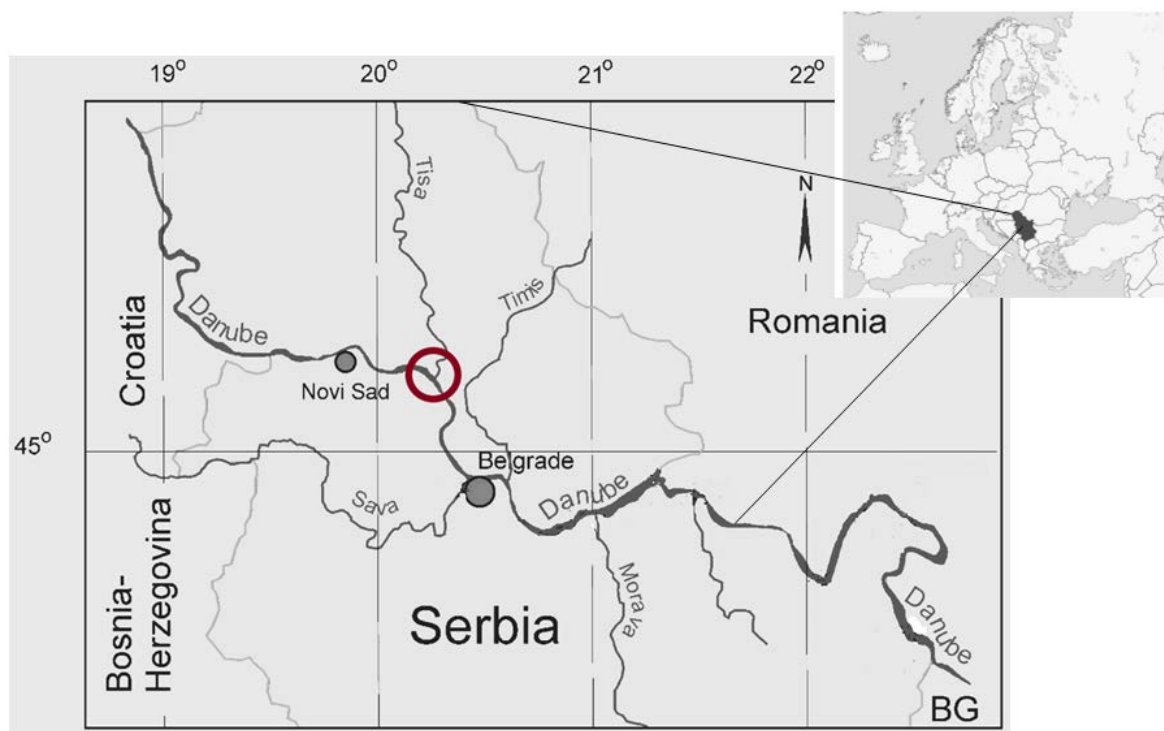 19°
20°
21°
22°
N
Tisa
Timis
Croatia
Danube
Romania
Novi Sad
45°
Belgrade
Danube
Sava
Bosnia-
Herzegovina
Morava
Serbia
Danube
BG